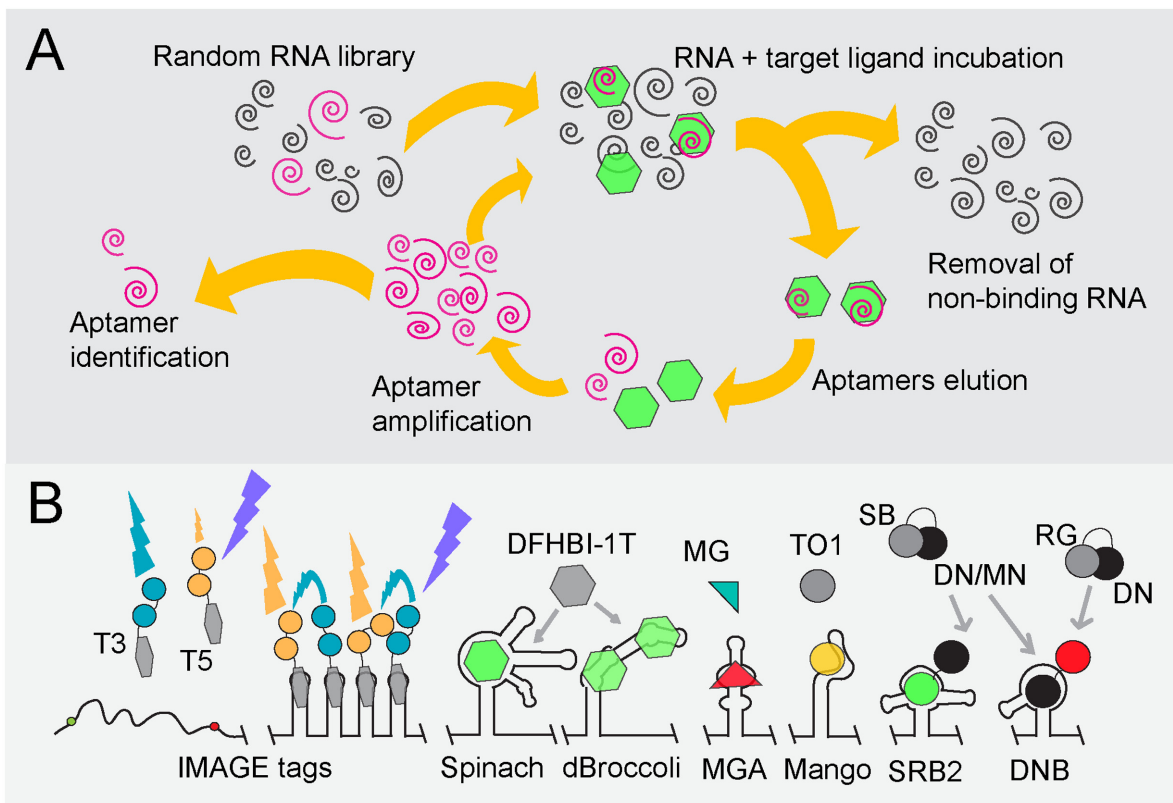 A
Random RNA library
RNA + target ligand incubation
Removal of
non-binding RNA
Aptamer
identification
Aptamer
amplification
Aptamers elution
B
SB
RG
DFHBI-1T
MG
TO1
DN/MN
DN
T3
T5
IMAGE tags
Spinach
dBroccoli
MGA
Mango
SRB2
DNB